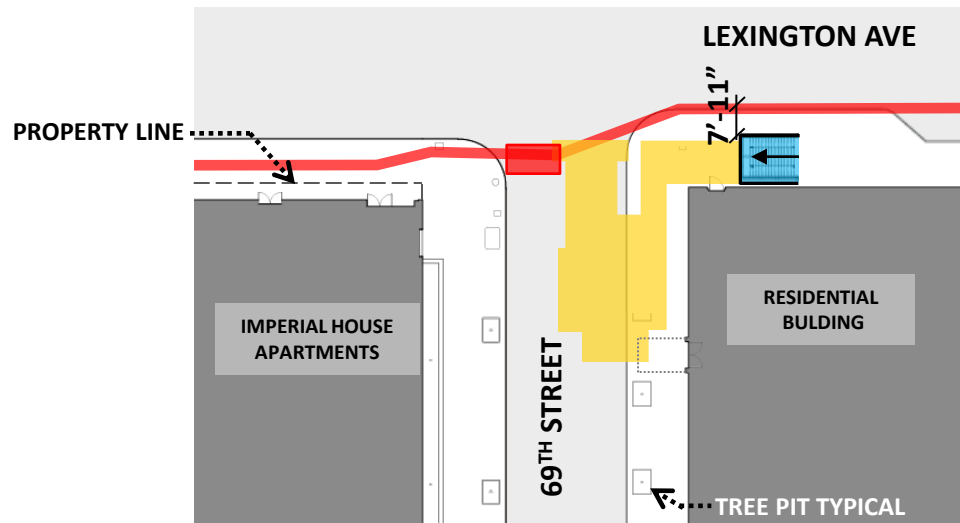 LEXINGTON AVE
7'-11"
PROPERTY LINE
IMPERIAL HOUSE
APARTMENTS
RESIDENTIAL
BULDING
69TH STREET
TREE PIT TYPICAL